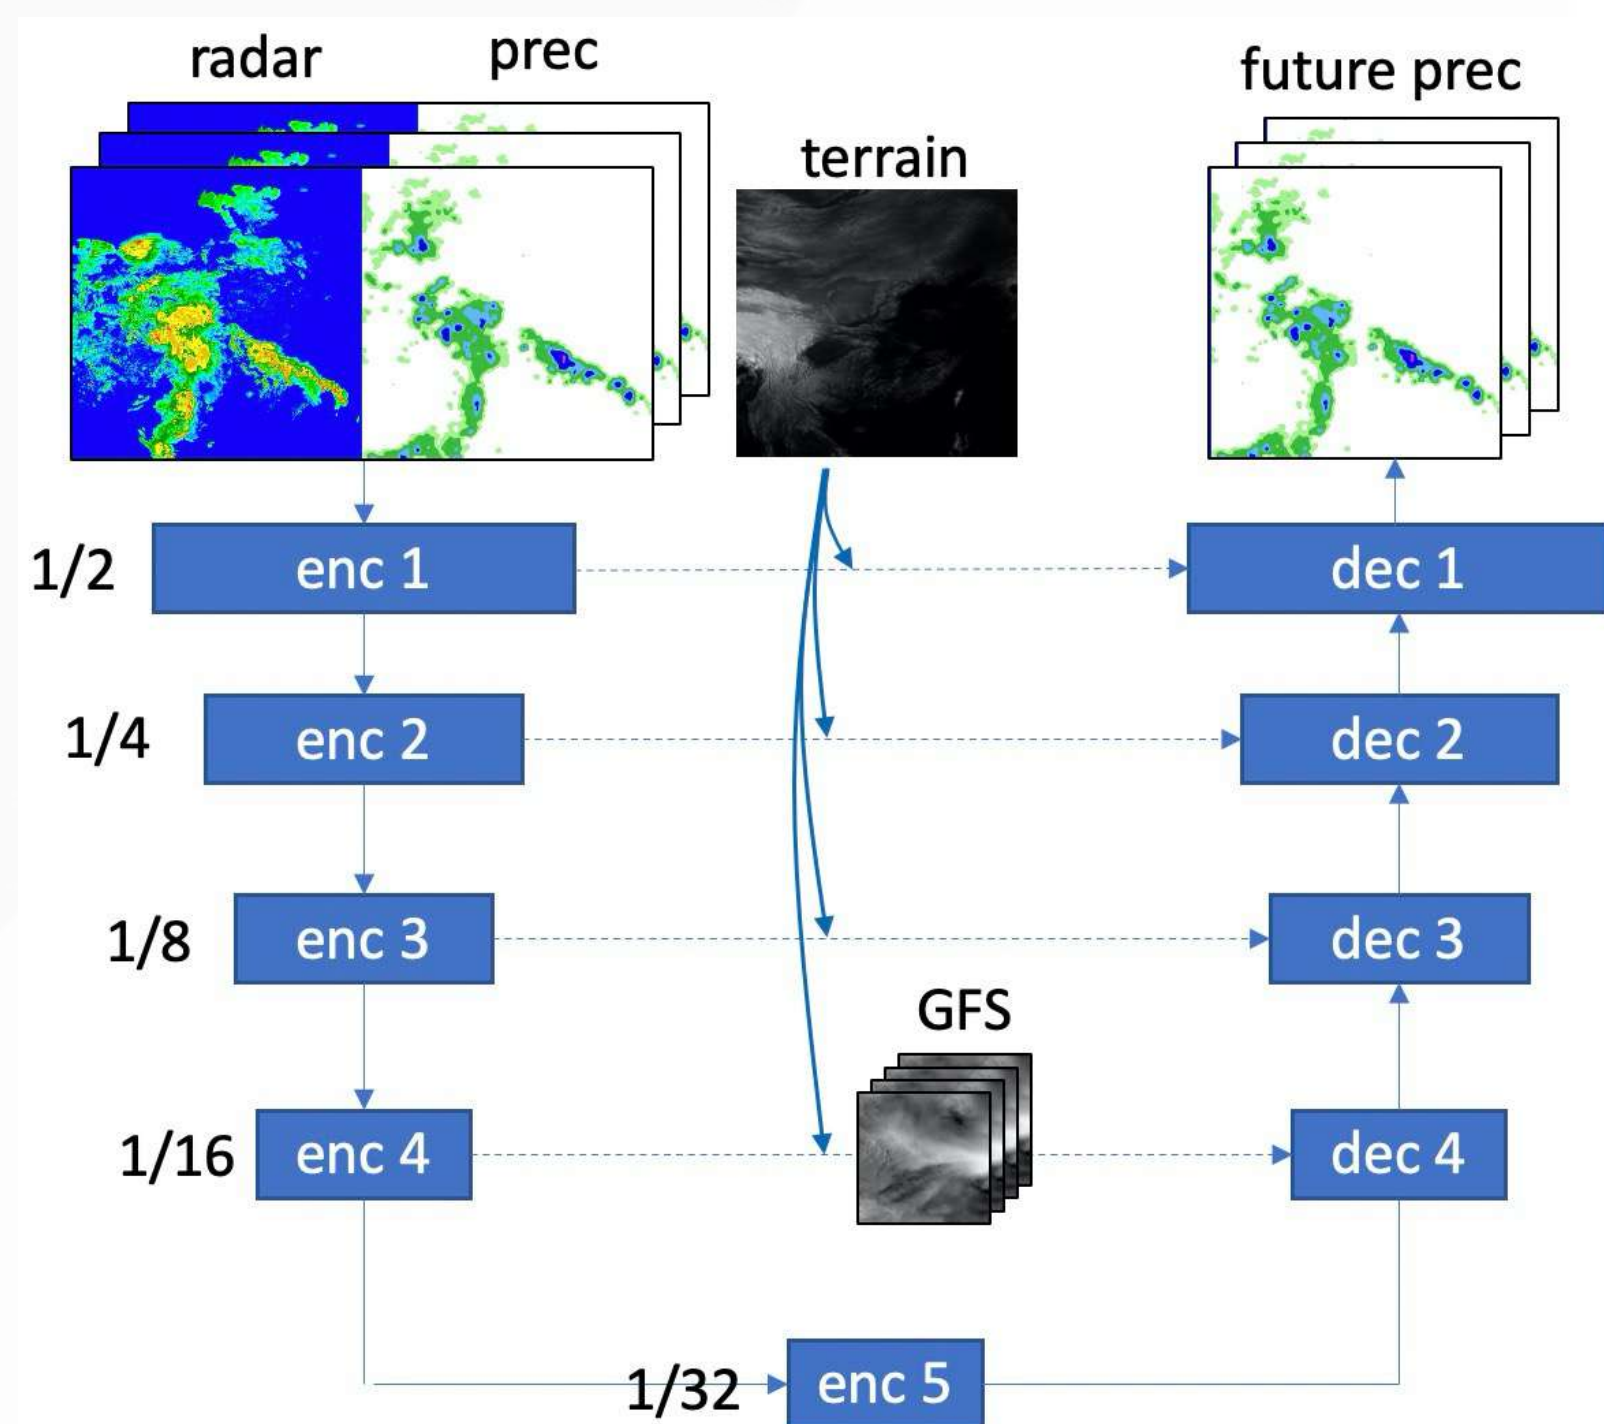 radar prec
future prec
terrain
1/2 enc 1 dec 1
1/4 enc 2 dec 2
1/8 enc 3 dec 3
GFS
1/16 enc 4 dec 4
1/32 enc 5